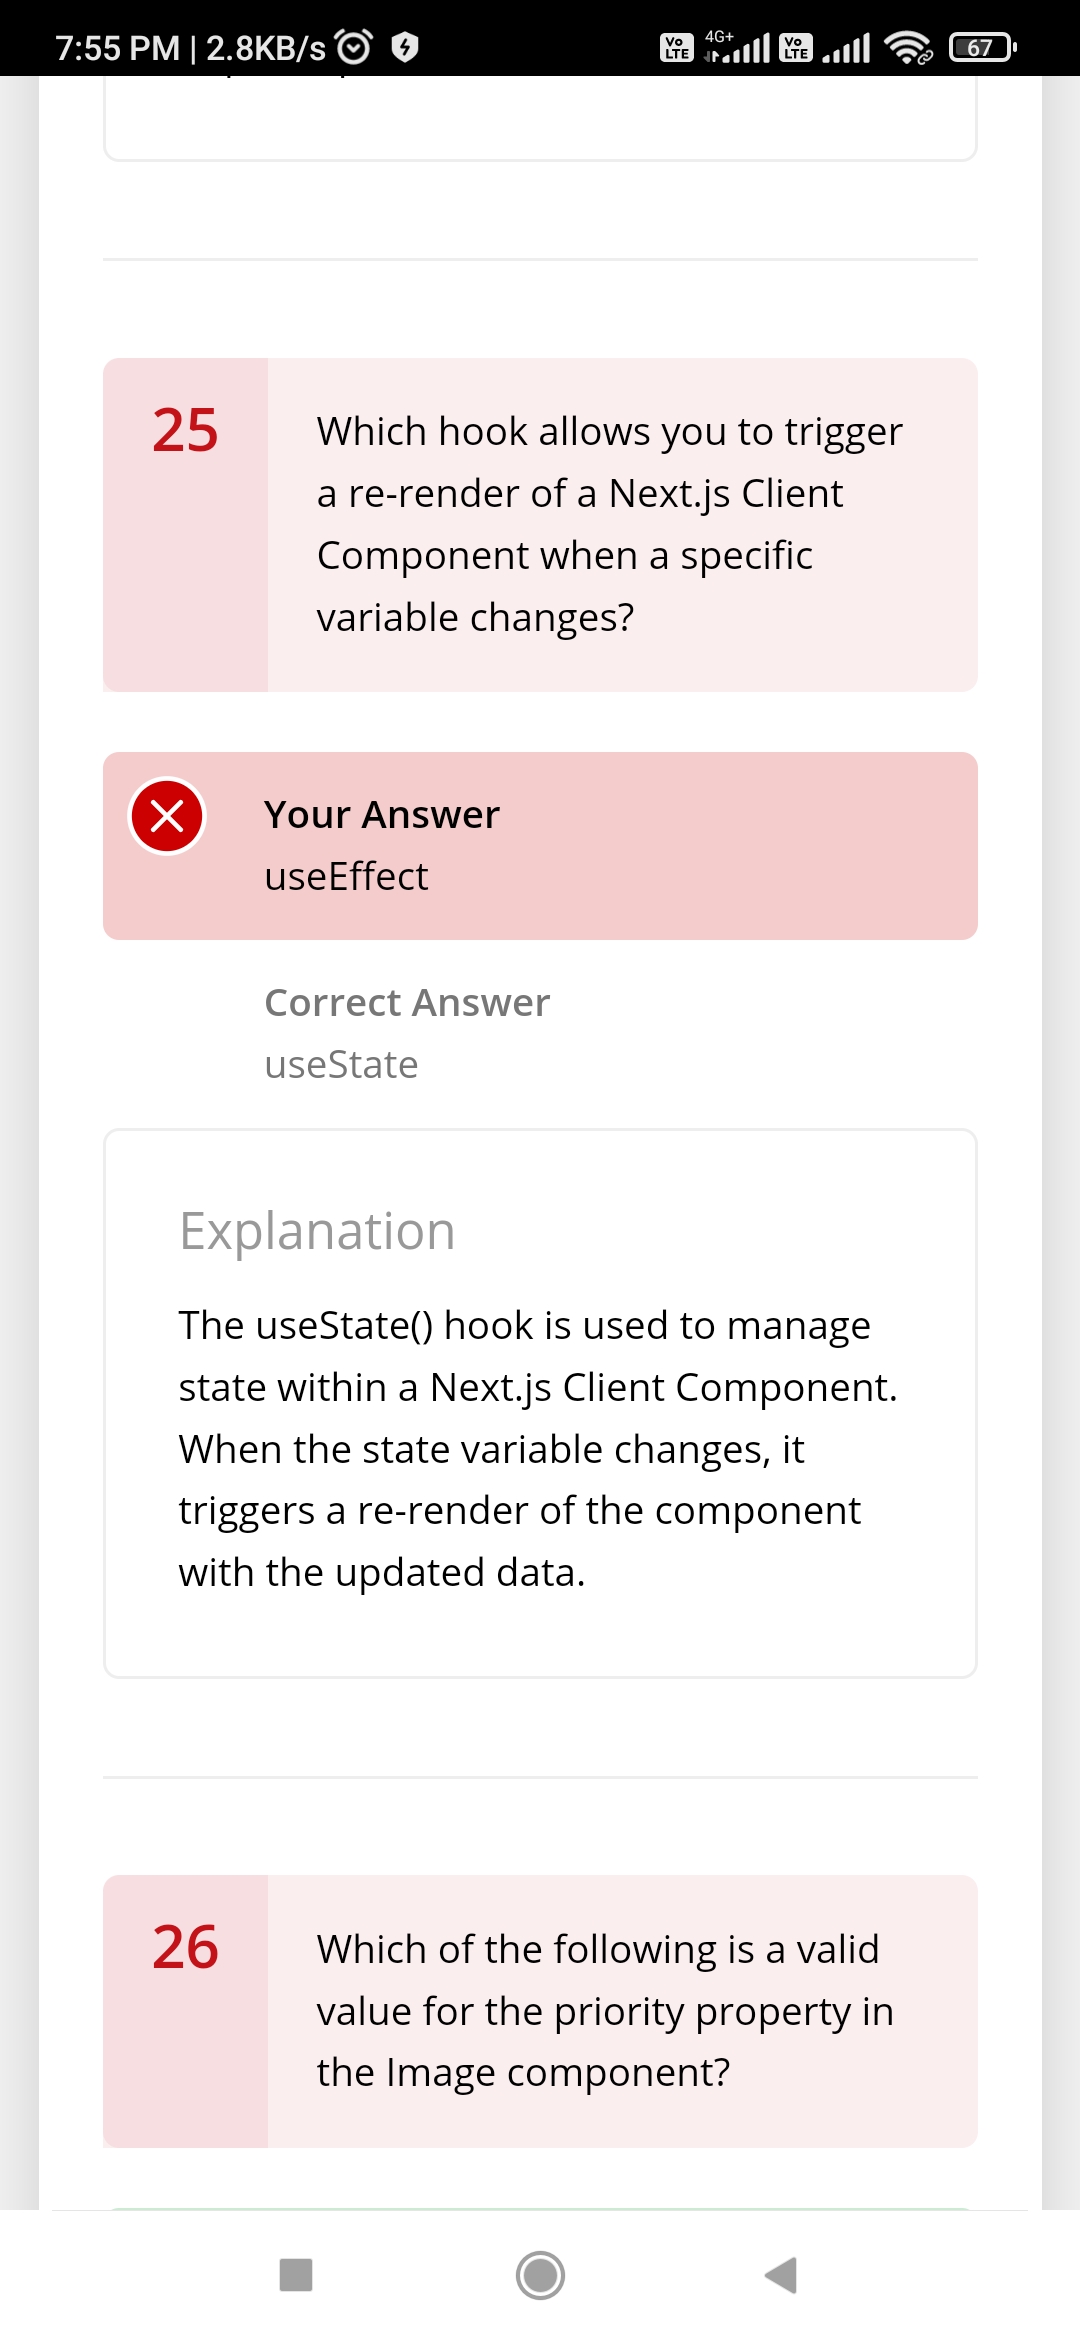 7:55 PM | 2.8KB/s
Vo LTE 4G+ Vo LTE 67
25
Which hook allows you to trigger
a re-render of a Next.js Client
Component when a specific
variable changes?
Your Answer
useEffect
Correct Answer
useState
Explanation
The useState() hook is used to manage
state within a Next.js Client Component.
When the state variable changes, it
triggers a re-render of the component
with the updated data.
26
Which of the following is a valid
value for the priority property in
the Image component?